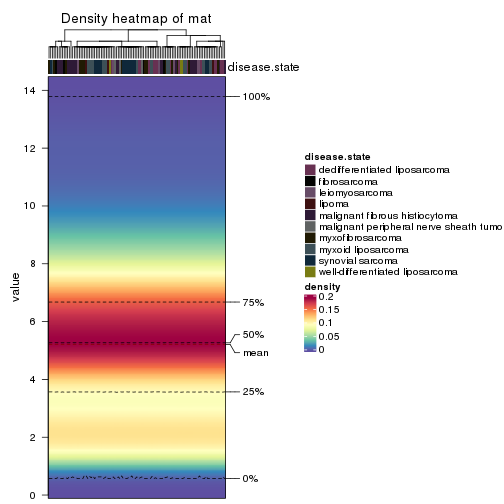 Density heatmap of mat
disease.state
14
12
10
8
6
4
2
0
value
100%
75%
50%
mean
25%
0%
disease.state
dedifferentiated liposarcoma
fibrosarcoma
leiomyosarcoma
lipoma
malignant fibrous histiocytoma
malignant peripheral nerve sheath tumo
myxofibrosarcoma
myxoid liposarcoma
synovial sarcoma
well-differentiated liposarcoma
density
0.2
0.15
0.1
0.05
0